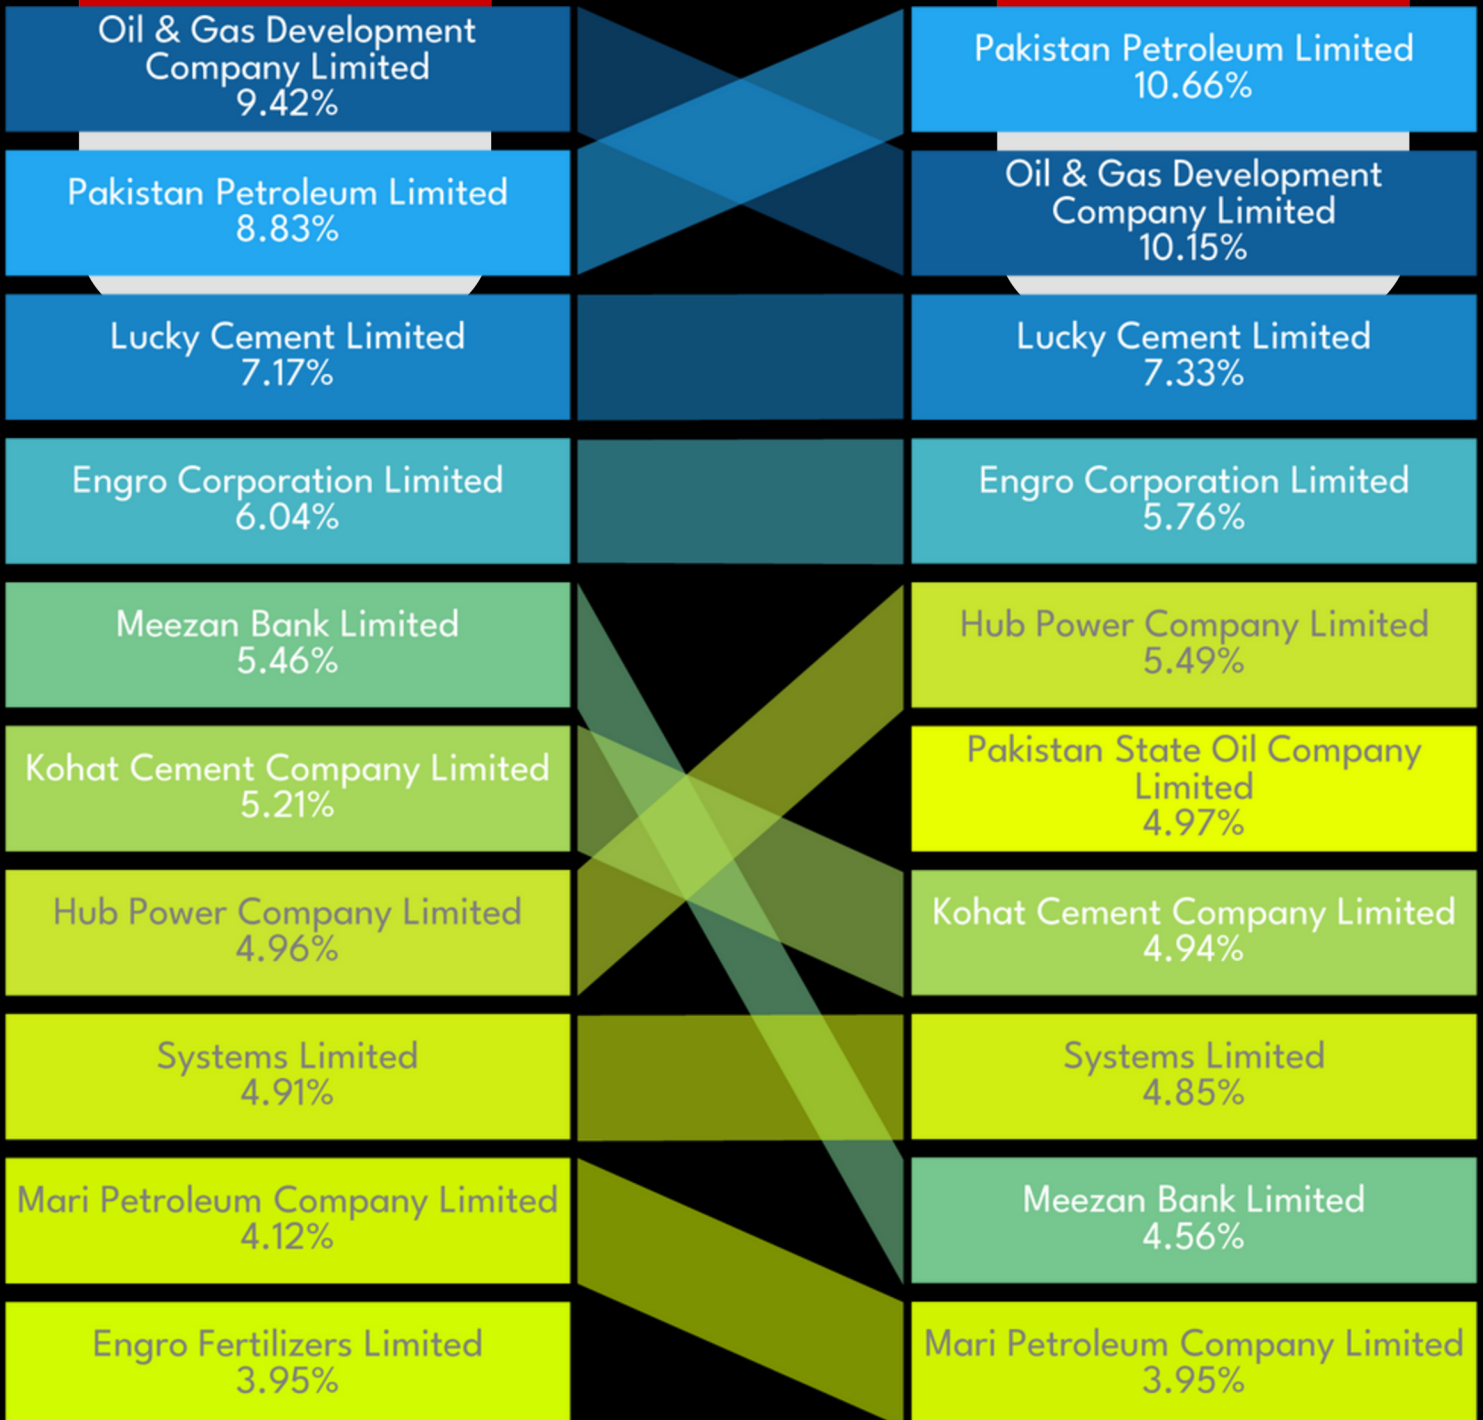 Oil & Gas Development
Company Limited
9.42%
Pakistan Petroleum Limited
8.83%
Lucky Cement Limited
7.17%
Engro Corporation Limited
6.04%
Meezan Bank Limited
5.46%
Kohat Cement Company Limited
5.21%
Hub Power Company Limited
4.96%
Systems Limited
4.91%
Mari Petroleum Company Limited
4.12%
Engro Fertilizers Limited
3.95%
Pakistan Petroleum Limited
10.66%
Oil & Gas Development
Company Limited
10.15%
Lucky Cement Limited
7.33%
Engro Corporation Limited
5.76%
Hub Power Company Limited
5.49%
Pakistan State Oil Company
Limited
4.97%
Kohat Cement Company Limited
4.94%
Systems Limited
4.85%
Meezan Bank Limited
4.56%
Mari Petroleum Company Limited
3.95%